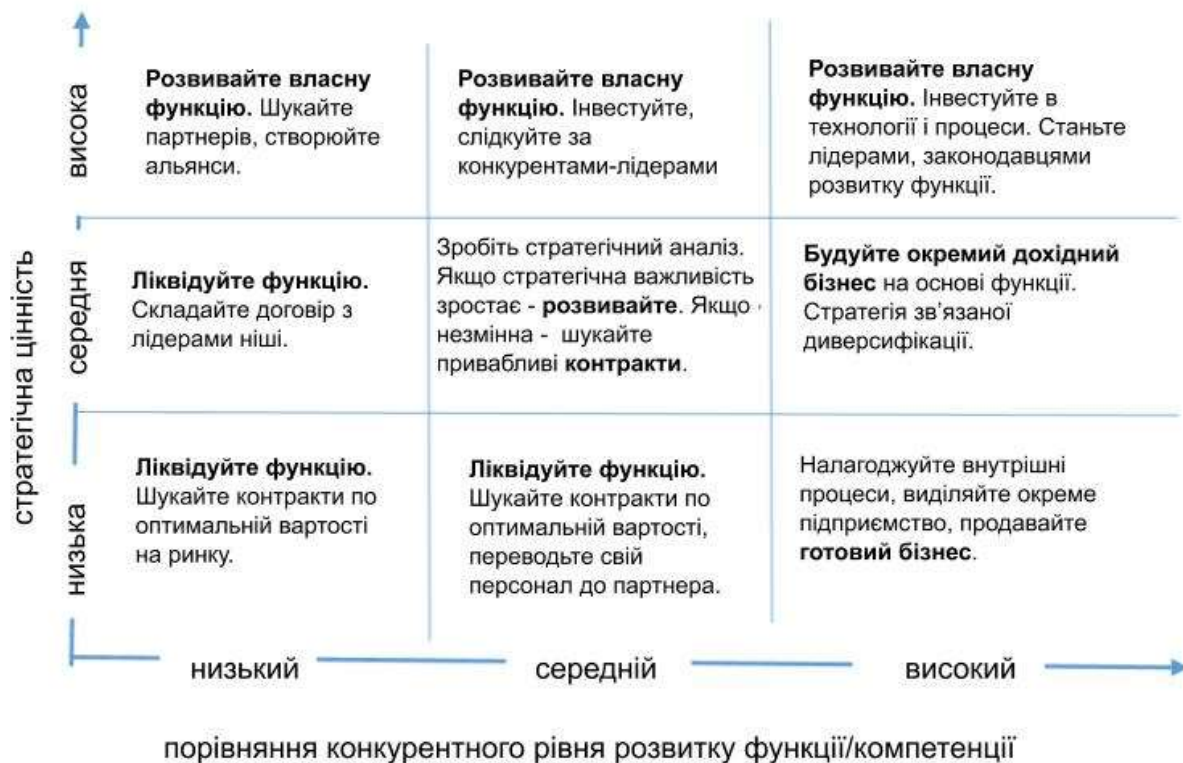 висока
Розвивайте власну
функцію. Шукайте
партнерів, створюйте
альянси.
Розвивайте власну
функцію. Інвестуйте,
слідкуйте за
конкурентами-лідерами
Розвивайте власну
функцію. Інвестуйте в
технології і процеси. Станьте
лідерами, законодавцями
розвитку функції.
стратегічна цінність
середня
Ліквідуйте функцію.
Складайте договір з
лідерами ніші.
Зробіть стратегічний аналіз.
Якщо стратегічна важливість
зростає - розвивайте. Якщо
незмінна - шукайте
привабливі контракти.
Будуйте окремий дохідний
бізнес на основі функції.
Стратегія зв’язаної
диверсифікації.
низька
Ліквідуйте функцію.
Шукайте контракти по
оптимальній вартості
на ринку.
Ліквідуйте функцію.
Шукайте контракти по
оптимальній вартості,
переводьте свій
персонал до партнера.
Налагоджуйте внутрішні
процеси, виділяйте окреме
підприємство, продавайте
готовий бізнес.
низький
середній
високий
порівняння конкурентного рівня розвитку функції/компетенції